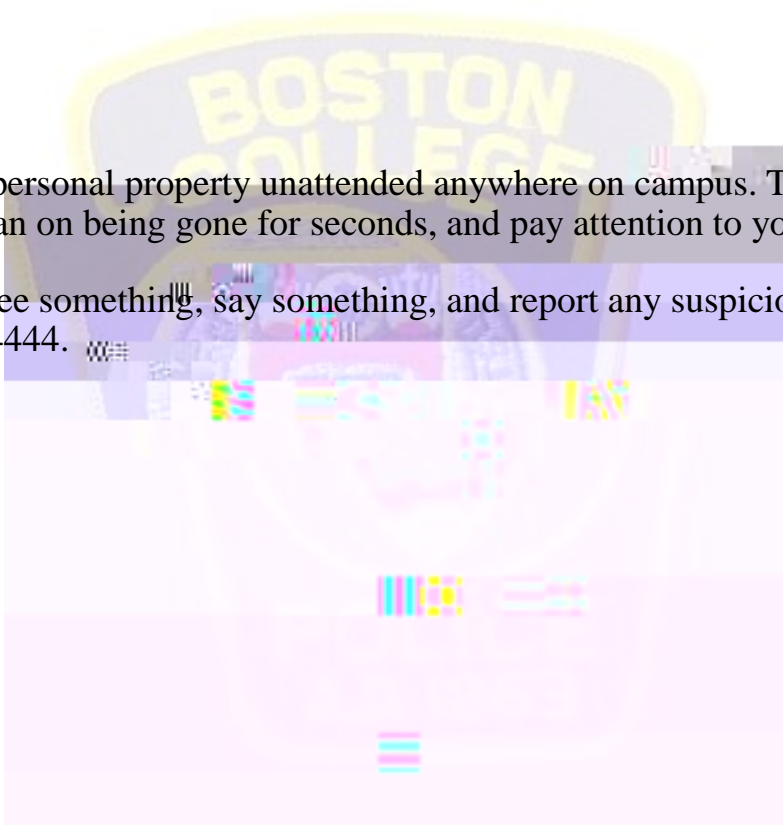 BOSTON
COLLEGE
personal property unattended anywhere on campus. T
an on being gone for seconds, and pay attention to yo
ee something, say something, and report any suspicio
444.
POLICE